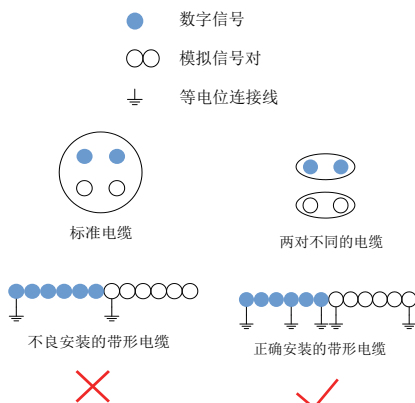 数字信号
模拟信号对
等电位连接线
标准电缆
两对不同的电缆
不良安装的带形电缆
正确安装的带形电缆